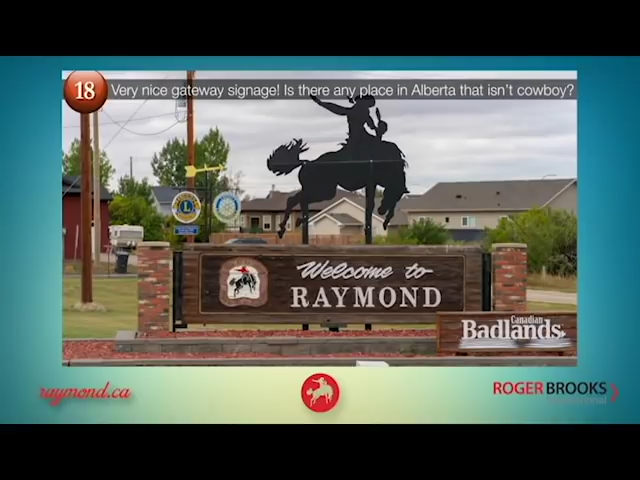 18
Very nice gateway signage! Is there any place in Alberta that isn't cowboy?
Welcome to
RAYMOND
Canadian
Badlands
raymond.ca
ROGER BROOKS